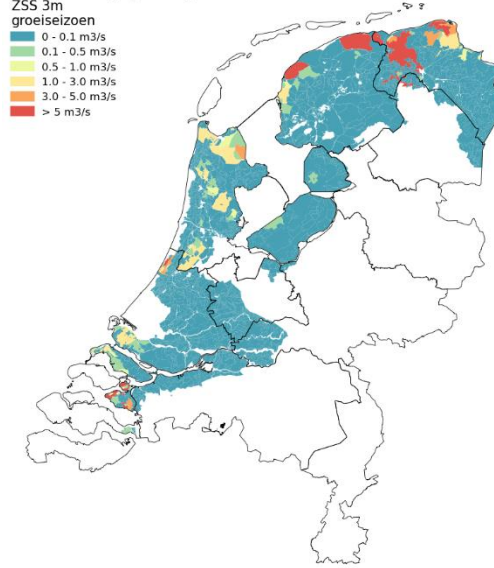 ZSS 3m
groeiseizoen
0 - 0.1 m3/s
0.1 - 0.5 m3/s
0.5 - 1.0 m3/s
1.0 - 3.0 m3/s
3.0 - 5.0 m3/s
> 5 m3/s